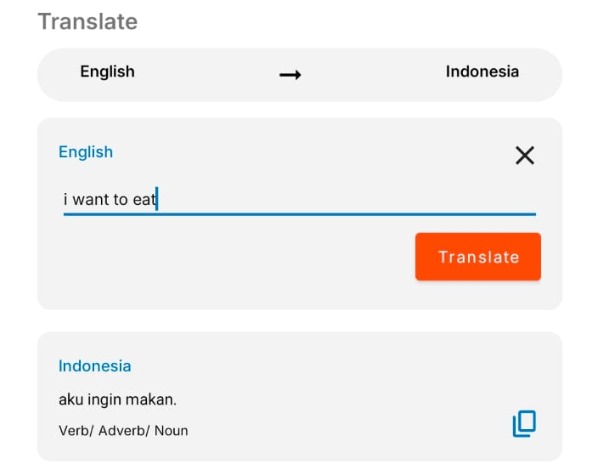 Translate
English → Indonesia
English
i want to eat
Translate
Indonesia
aku ingin makan.
Verb/ Adverb/ Noun